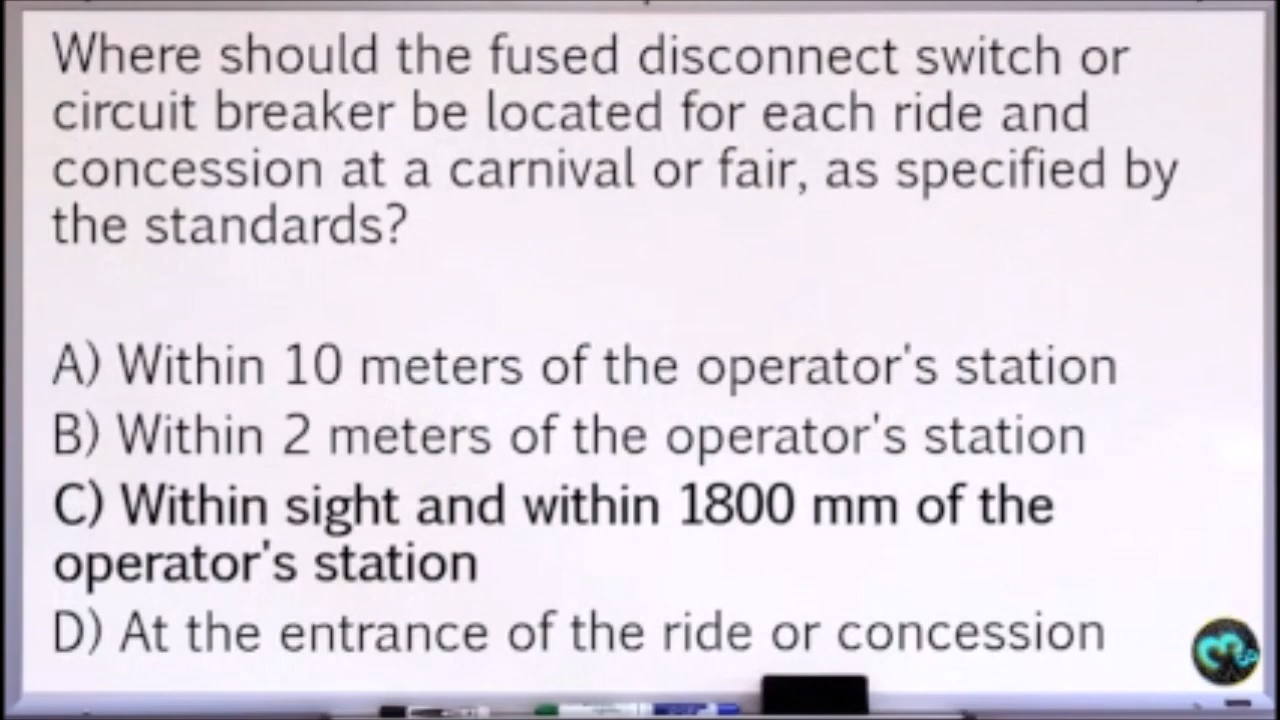 Where should the fused disconnect switch or
circuit breaker be located for each ride and
concession at a carnival or fair, as specified by
the standards?
A) Within 10 meters of the operator's station
B) Within 2 meters of the operator's station
C) Within sight and within 1800 mm of the
operator's station
D) At the entrance of the ride or concession